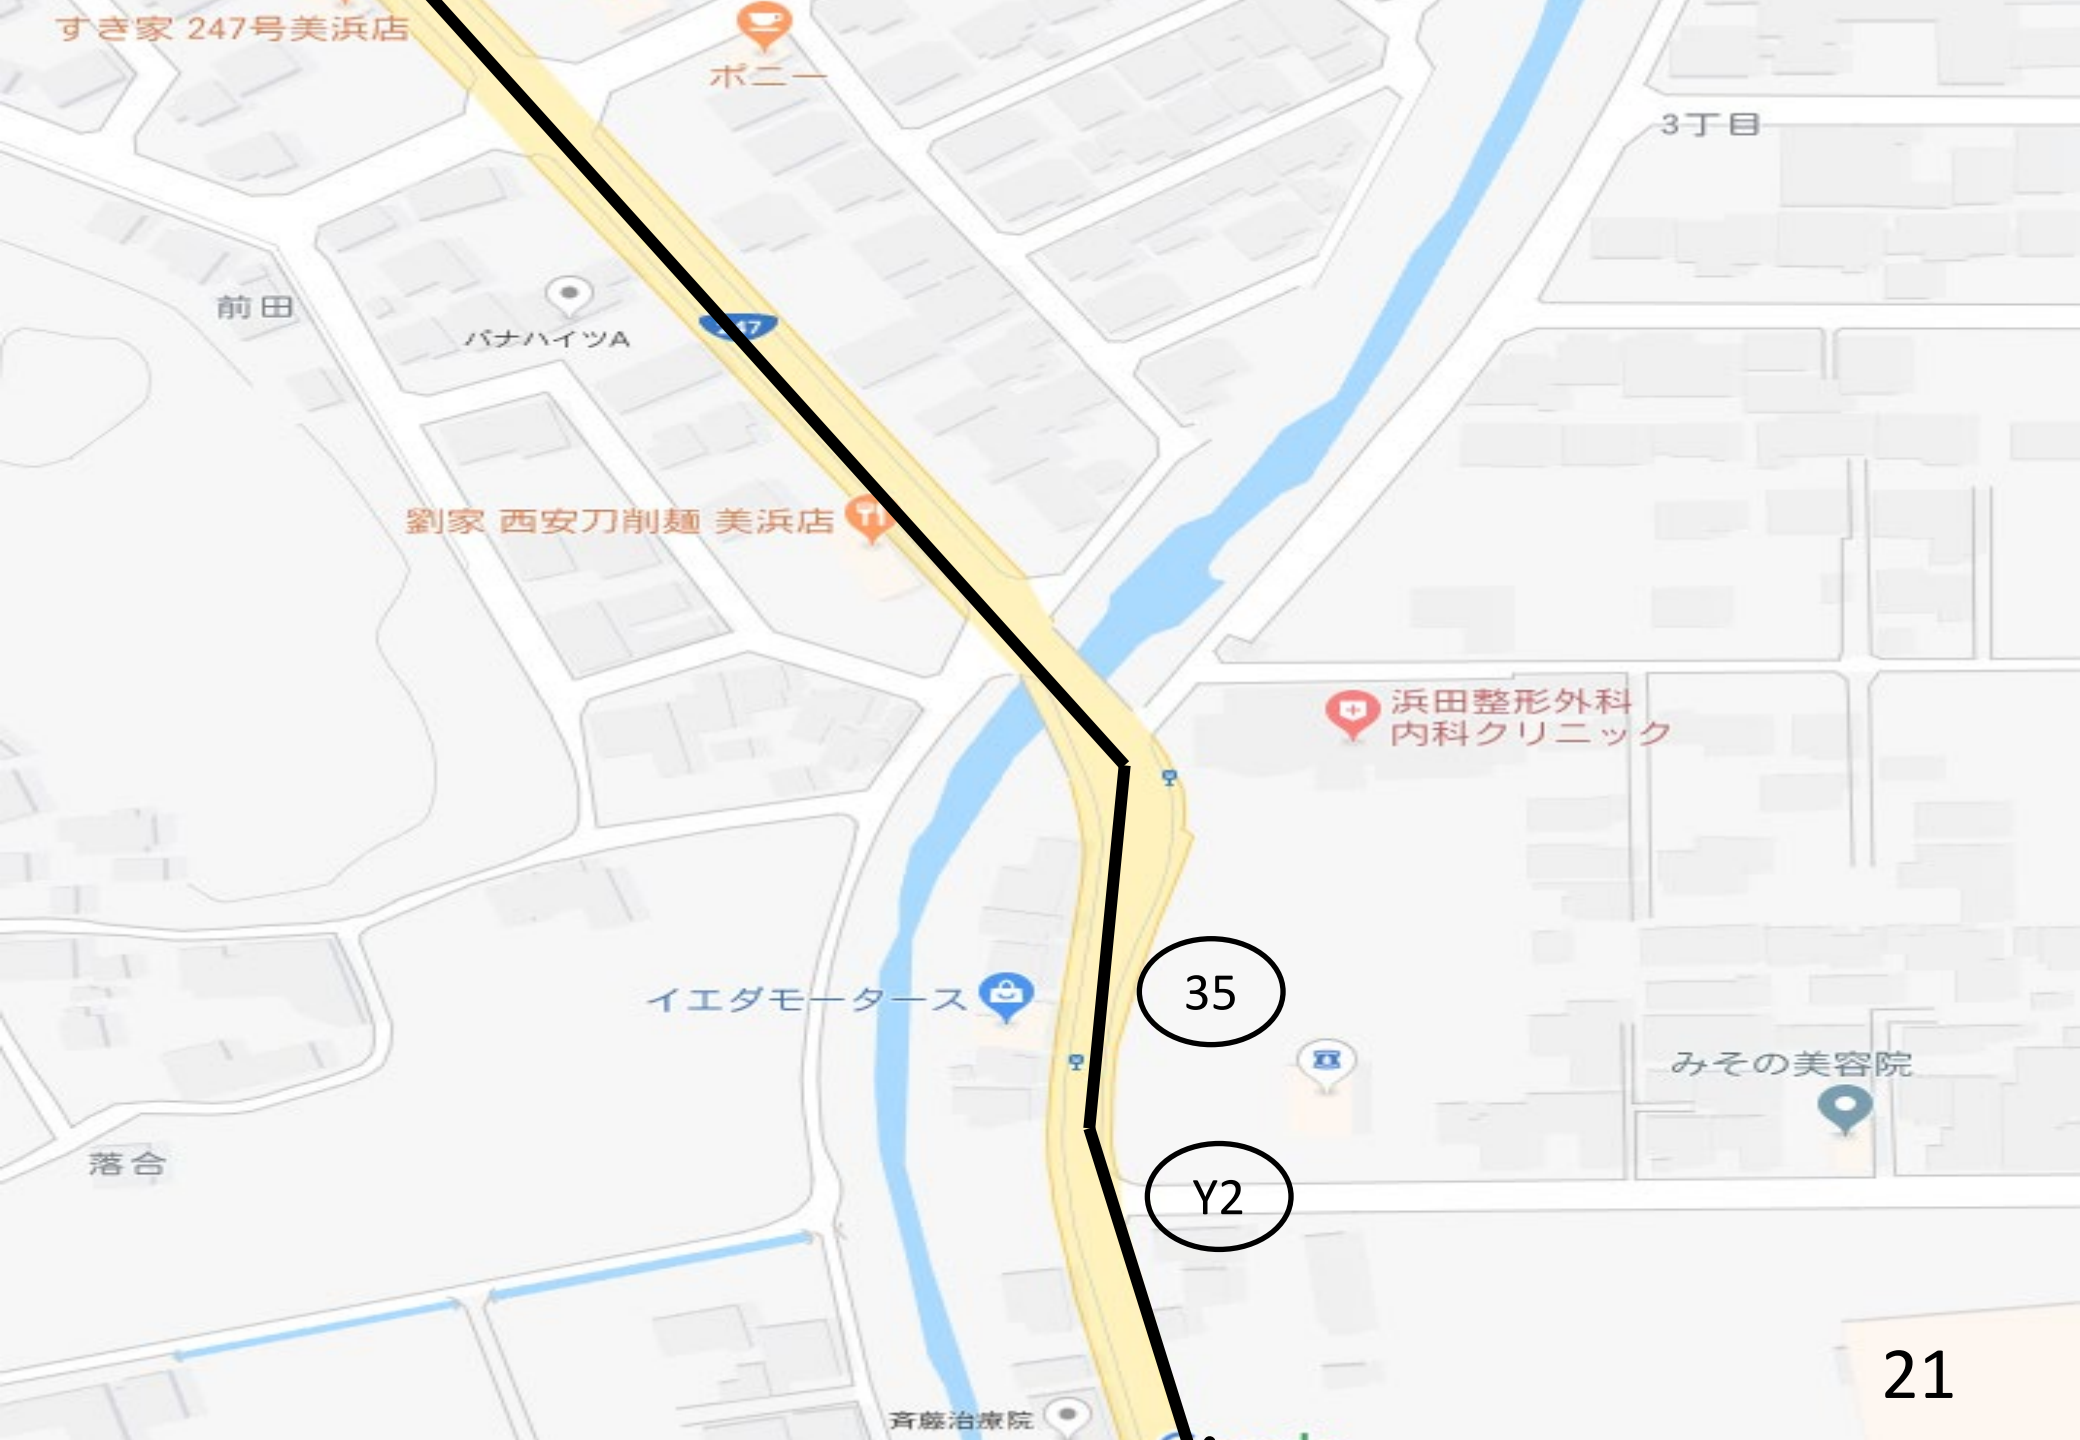 すき家 247号美浜店
ポニー
3丁目
前田
パナハイツA
劉家 西安刀削麺 美浜店
浜田整形外科
内科クリニック
35
イエダモータース
みその美容院
落合
Y2
21
斉藤治療院